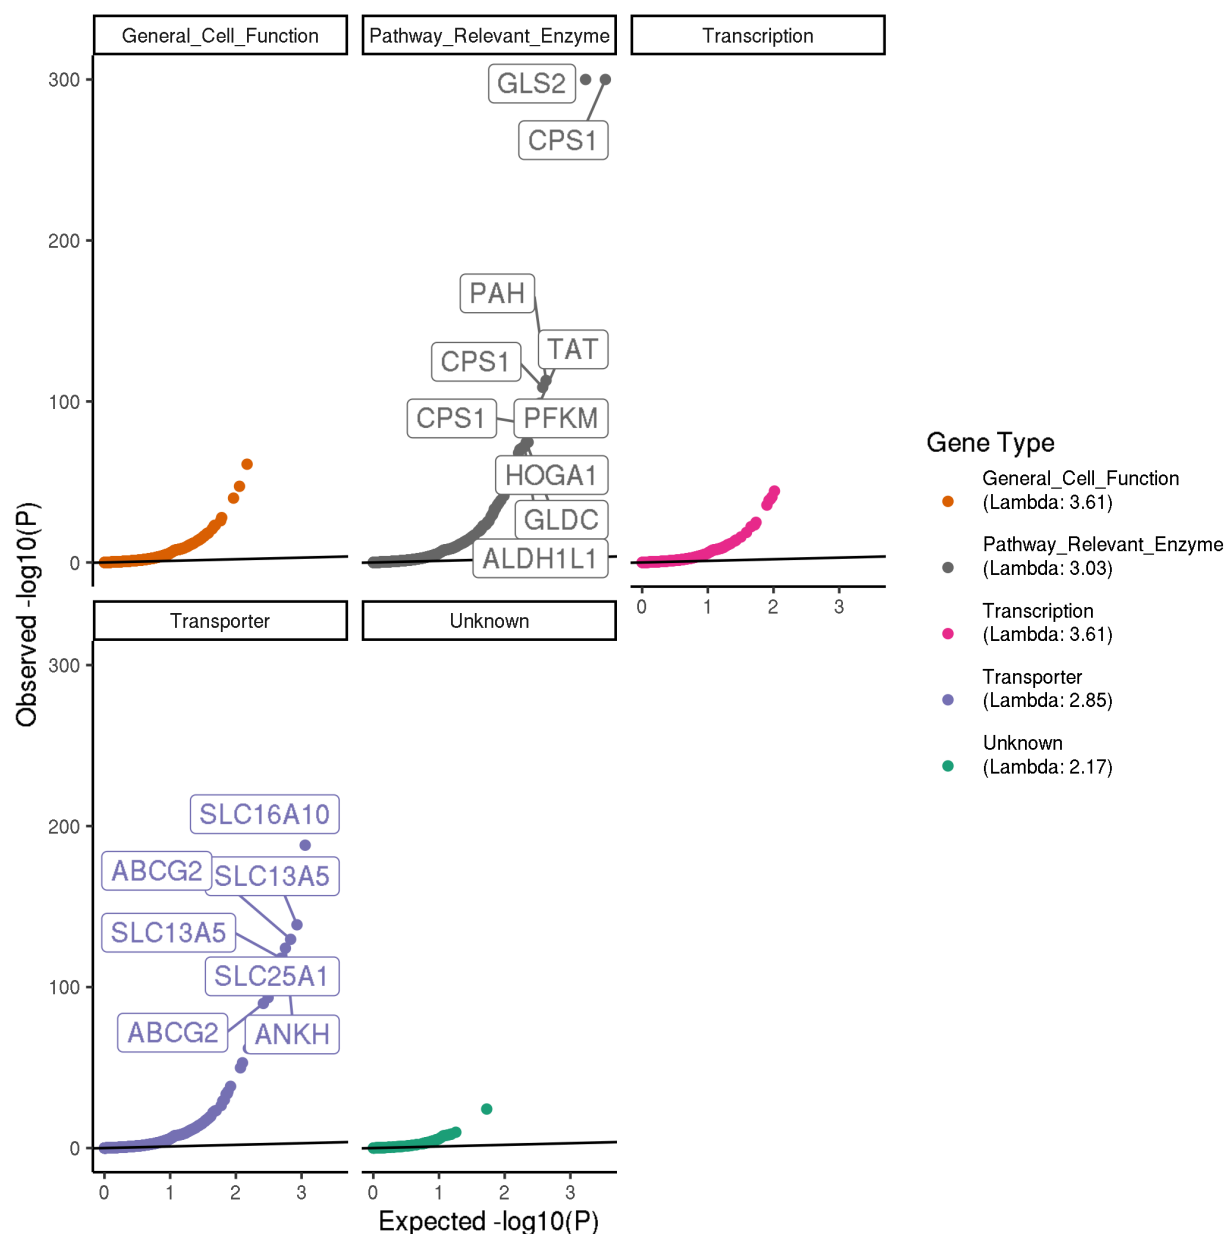 General_Cell_Function
Pathway_Relevant_Enzyme
Transcription
300
200
100
0
GLS2
CPS1
PAH
TAT
CPS1
CPS1
PFKM
HOGA1
GLDC
ALDH1L1
0 1 2 3
Transporter
Unknown
300
200
100
0
SLC16A10
ABCG2
SLC13A5
SLC13A5
SLC25A1
ABCG2
ANKH
0 1 2 3
0 1 2 3
Expected -log10(P)
Observed -log10(P)
Gene Type
General_Cell_Function
(Lambda: 3.61)
Pathway_Relevant_Enzyme
(Lambda: 3.03)
Transcription
(Lambda: 3.61)
Transporter
(Lambda: 2.85)
Unknown
(Lambda: 2.17)